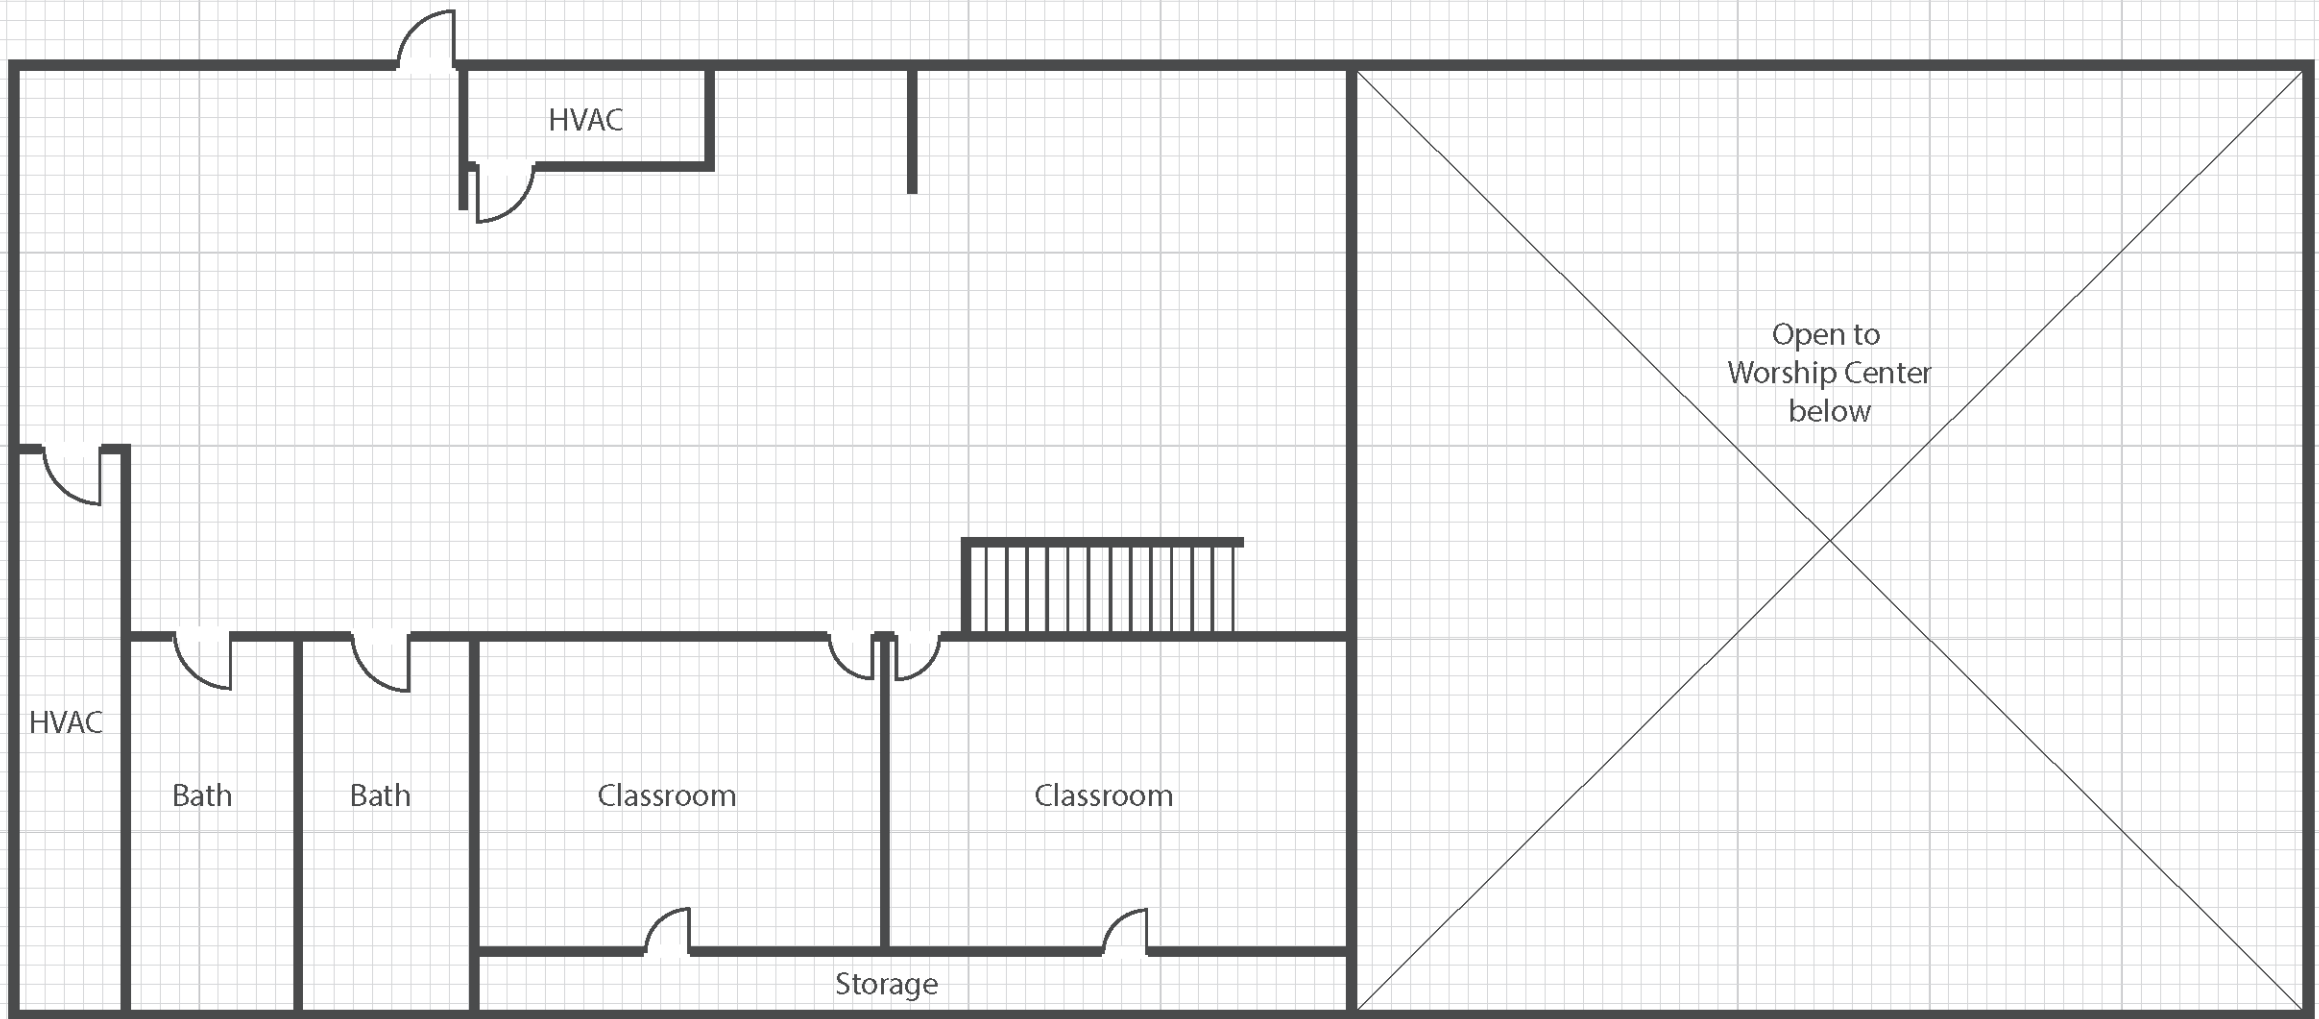 HVAC
Open to
Worship Center
below
HVAC
Bath
Bath
Classroom
Classroom
Storage